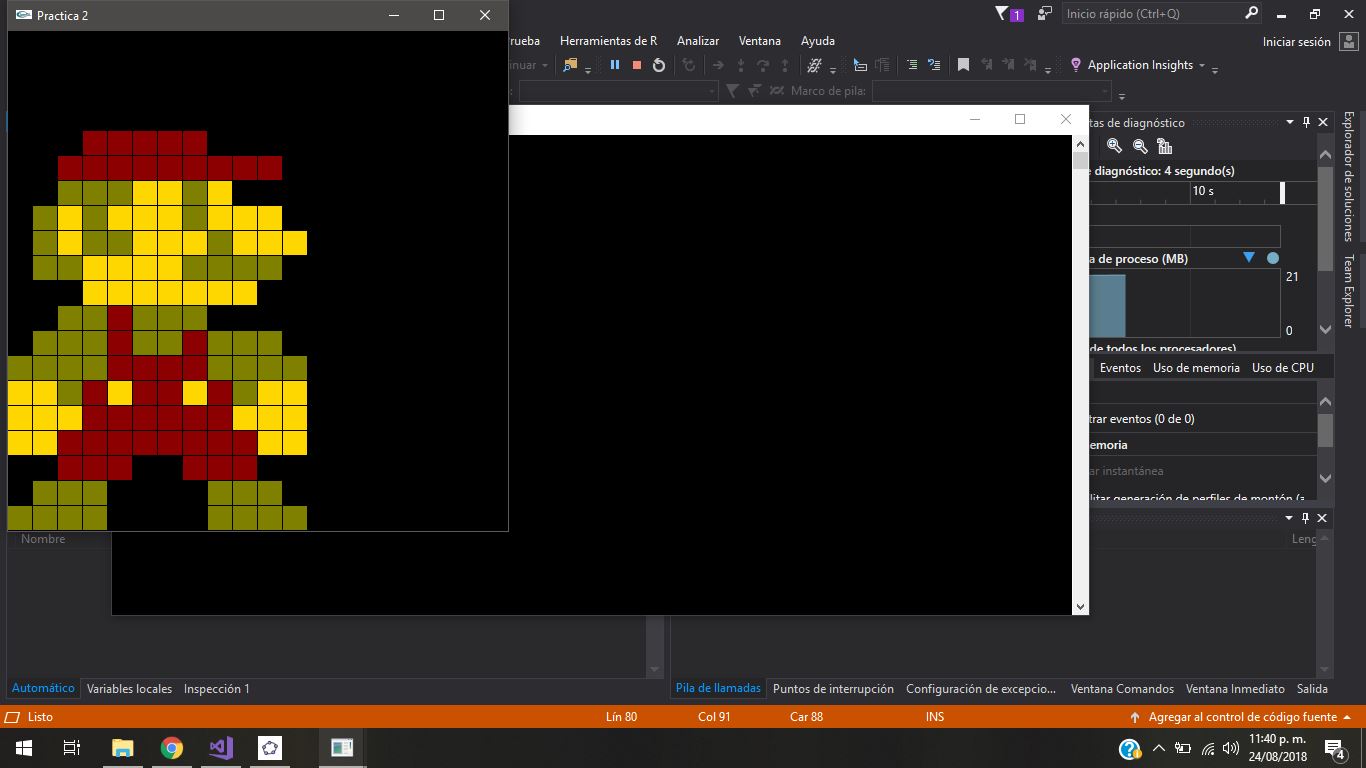 Practica 2
1
Inicio rápido (Ctrl+Q)
rueba Herramientas de R Analizar Ventana Ayuda
Iniciar sesión
nuar
Application Insights
Marco de pila:
tas de diagnóstico
e diagnóstico: 4 segundo(s)
10 s
a de proceso (MB)
21
0
de todos los procesadores)
Eventos Uso de memoria Uso de CPU
trar eventos (0 de 0)
emoria
ar instantánea
ilitar generación de perfiles de montón (a
Explorador de soluciones
Team Explorer
Nombre
Leng
Automático Variables locales Inspección 1
Pila de llamadas Puntos de interrupción Configuración de excepcio... Ventana Comandos Ventana Inmediato Salida
Listo Lín 80 Col 91 Car 88 INS Agregar al control de código fuente
11:40 p. m.
24/08/2018
4